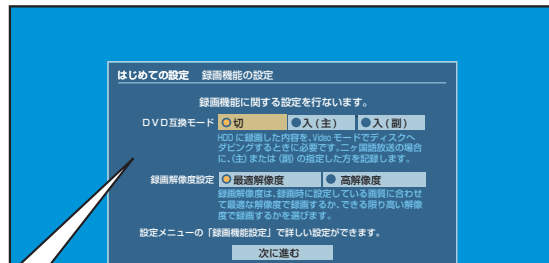 はじめての設定 録画機能の設定
録画機能に関する設定を行ないます。
DVD互換モード 切 入(主) 入(副)
HDDに録画した内容を、Videoモードでディスクへ
ダビングするときに必要です。二ヶ国語放送の場合
に、(主)または(副)の指定した方を記録します。
録画解像度設定 最適解像度 高解像度
録画解像度は、録画時に設定している画質に合わせ
て最適な解像度で録画するか、できる限り高い解像
度で録画するかを選びます。
設定メニューの「録画機能設定」で詳しい設定ができます。
次に進む